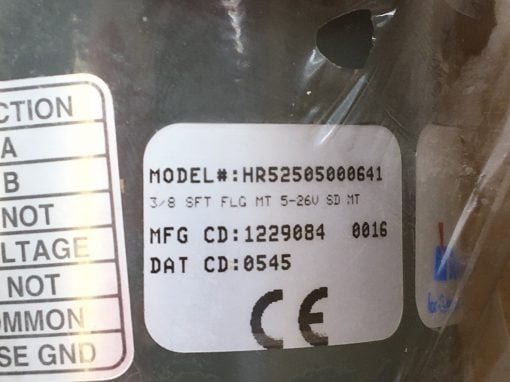 CTION
A
B
NOT
LTAGE
NOT
OMMON
SE GND
MODEL#:HR52505000641
3/8 SFT FLG MT 5-26V SD MT
MFG CD:1229084 0016
DAT CD:0545
CE